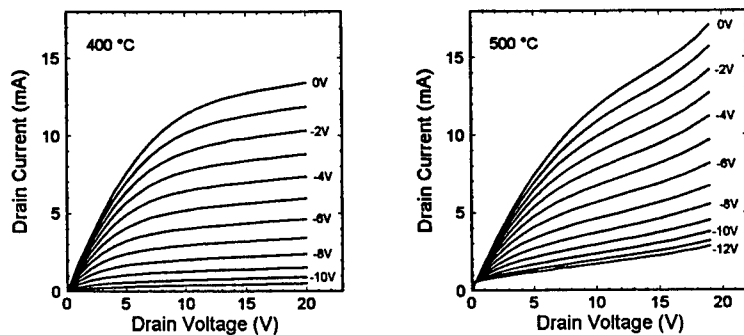 400 °C
0V
-2V
-4V
-6V
-8V
-10V
15
10
5
0
0 5 10 15 20
Drain Current (mA)
Drain Voltage (V)
500 °C
0V
-2V
-4V
-6V
-8V
-10V
-12V
15
10
5
0
0 5 10 15
Drain Current (mA)
Drain Voltage (V)